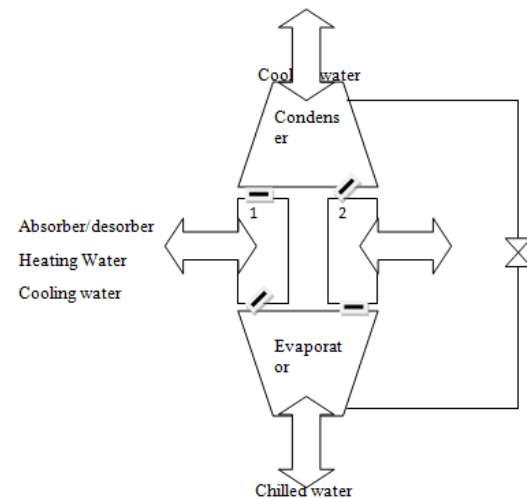 Cool water
Condens
er
1
2
Absorber/desorber
Heating Water
Cooling water
Evaporat
or
Chilled water